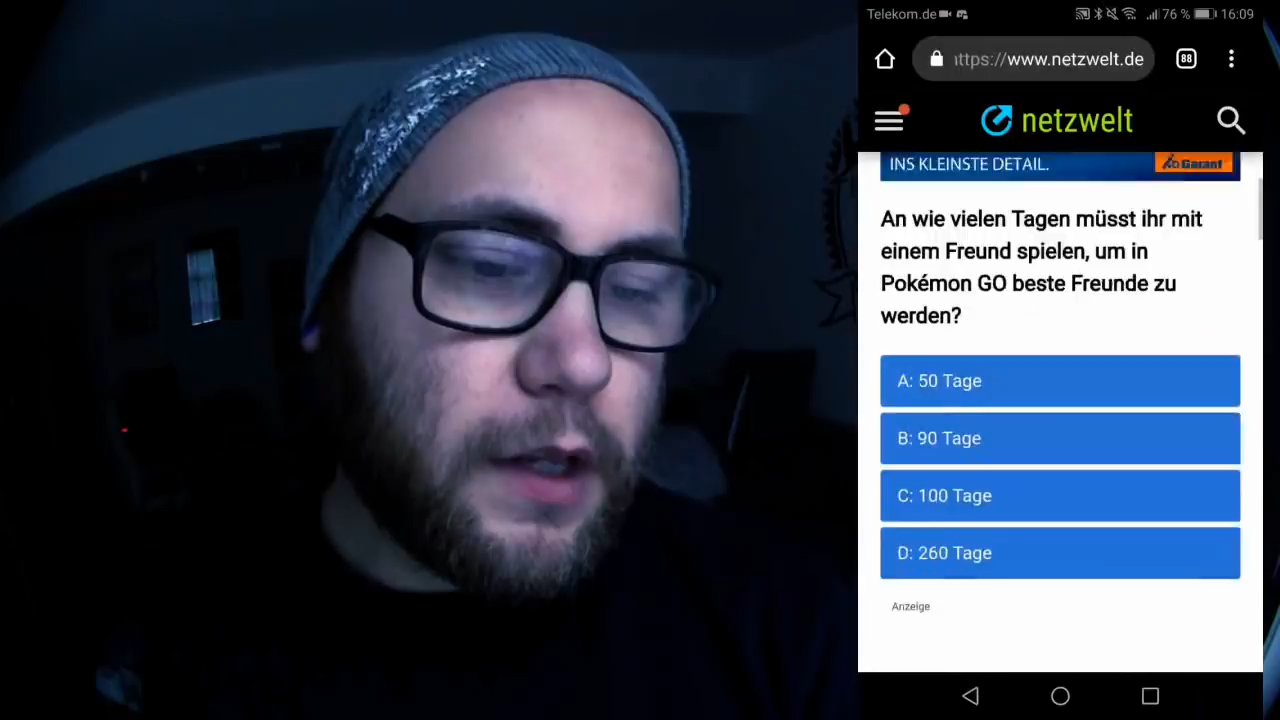 Telekom.de
76 % 16:09
ttps://www.netzwelt.de
88
netzwelt
INS KLEINSTE DETAIL.
Garant
An wie vielen Tagen müsst ihr mit
einem Freund spielen, um in
Pokémon GO beste Freunde zu
werden?
A: 50 Tage
B: 90 Tage
C: 100 Tage
D: 260 Tage
Anzeige